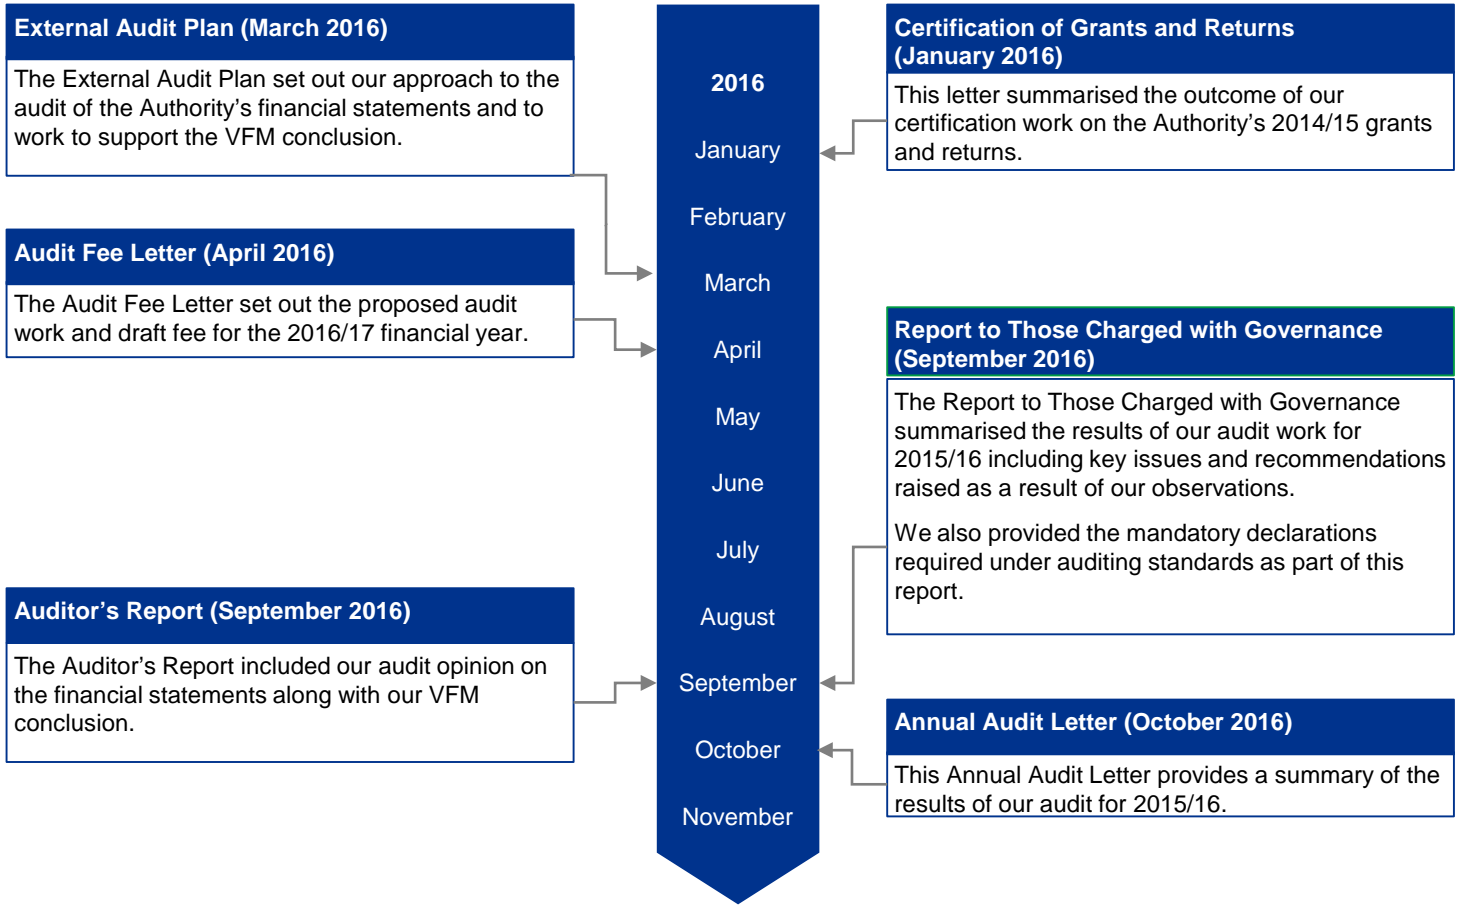 External Audit Plan (March 2016)
The External Audit Plan set out our approach to the
audit of the Authority’s financial statements and to
work to support the VFM conclusion.
Audit Fee Letter (April 2016)
The Audit Fee Letter set out the proposed audit
work and draft fee for the 2016/17 financial year.
Auditor’s Report (September 2016)
The Auditor’s Report included our audit opinion on
the financial statements along with our VFM
conclusion.
2016
January
February
March
April
May
June
July
August
September
October
November
Certification of Grants and Returns
(January 2016)
This letter summarised the outcome of our
certification work on the Authority’s 2014/15 grants
and returns.
Report to Those Charged with Governance
(September 2016)
The Report to Those Charged with Governance
summarised the results of our audit work for
2015/16 including key issues and recommendations
raised as a result of our observations.
We also provided the mandatory declarations
required under auditing standards as part of this
report.
Annual Audit Letter (October 2016)
This Annual Audit Letter provides a summary of the
results of our audit for 2015/16.